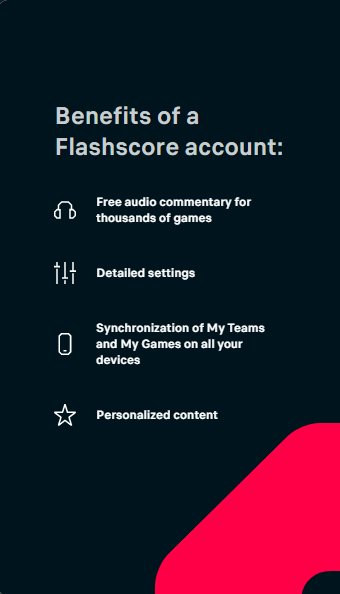 Benefits of a
Flashscore account:
Free audio commentary for
thousands of games
Detailed settings
Synchronization of My Teams
and My Games on all your
devices
Personalized content